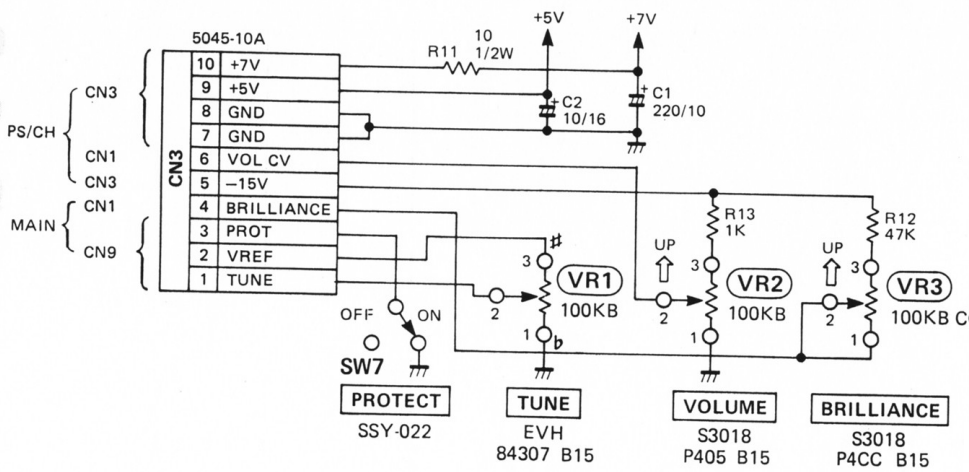 +5V
+7V
5045-10A
10
1/2W
R11
10 +7V
9 +5V
8 GND
7 GND
6 VOL CV
5 −15V
4 BRILLIANCE
3 PROT
2 VREF
1 TUNE
CN3
CN3
CN1
CN3
PS/CH
CN1
CN9
MAIN
+
C2
10/16
+
C1
220/10
R13
1K
R12
47K
♯
3
2
1
♭
VR1
100KB
UP
3
2
1
VR2
100KB
UP
3
2
1
VR3
100KB
OFF
ON
SW7
PROTECT
SSY-022
TUNE
EVH
84307 B15
VOLUME
S3018
P405 B15
BRILLIANCE
S3018
P4CC B15